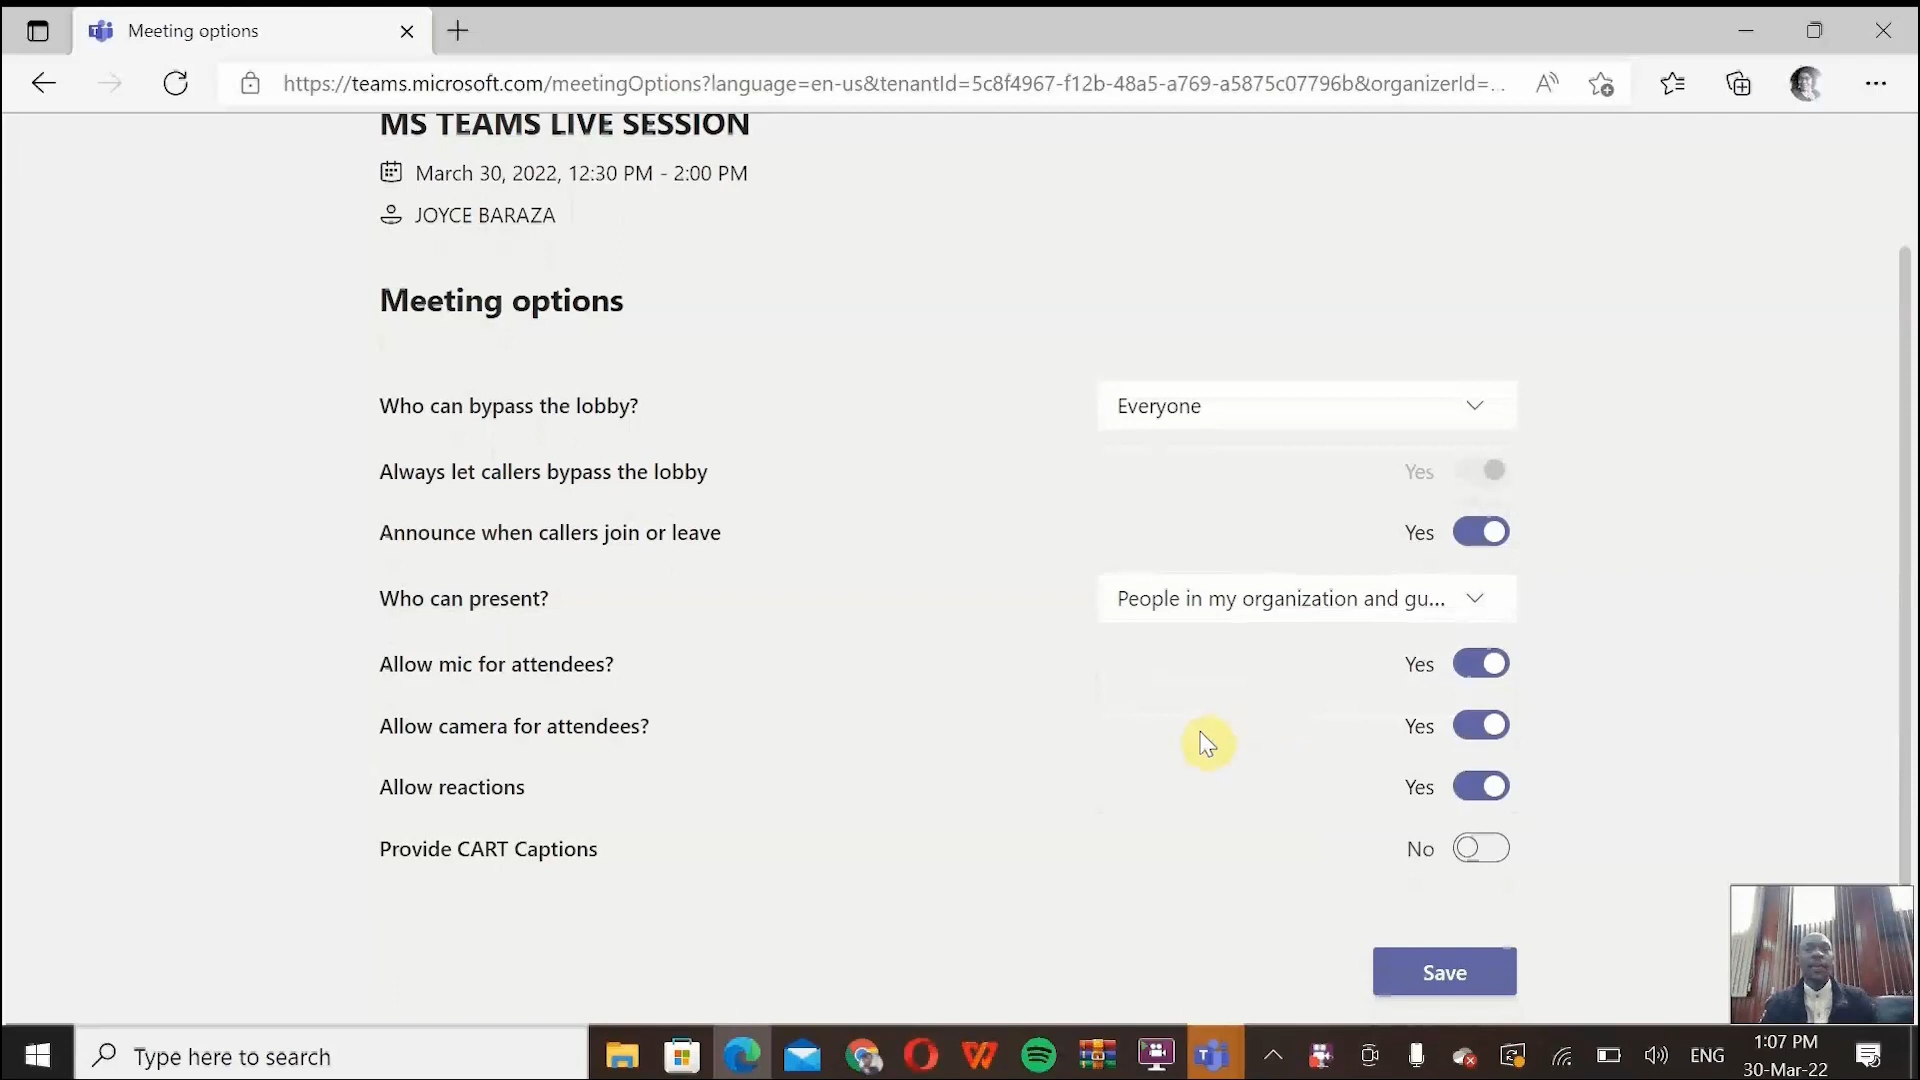 Meeting options
https://teams.microsoft.com/meetingOptions?language=en-us&tenantId=5c8f4967-f12b-48a5-a769-a5875c07796b&organizerId=...
MS TEAMS LIVE SESSION
March 30, 2022, 12:30 PM - 2:00 PM
JOYCE BARAZA
Meeting options
Who can bypass the lobby? Everyone
Always let callers bypass the lobby Yes
Announce when callers join or leave Yes
Who can present? People in my organization and gu...
Allow mic for attendees? Yes
Allow camera for attendees? Yes
Allow reactions Yes
Provide CART Captions No
Save
Type here to search
ENG
1:07 PM
30-Mar-22